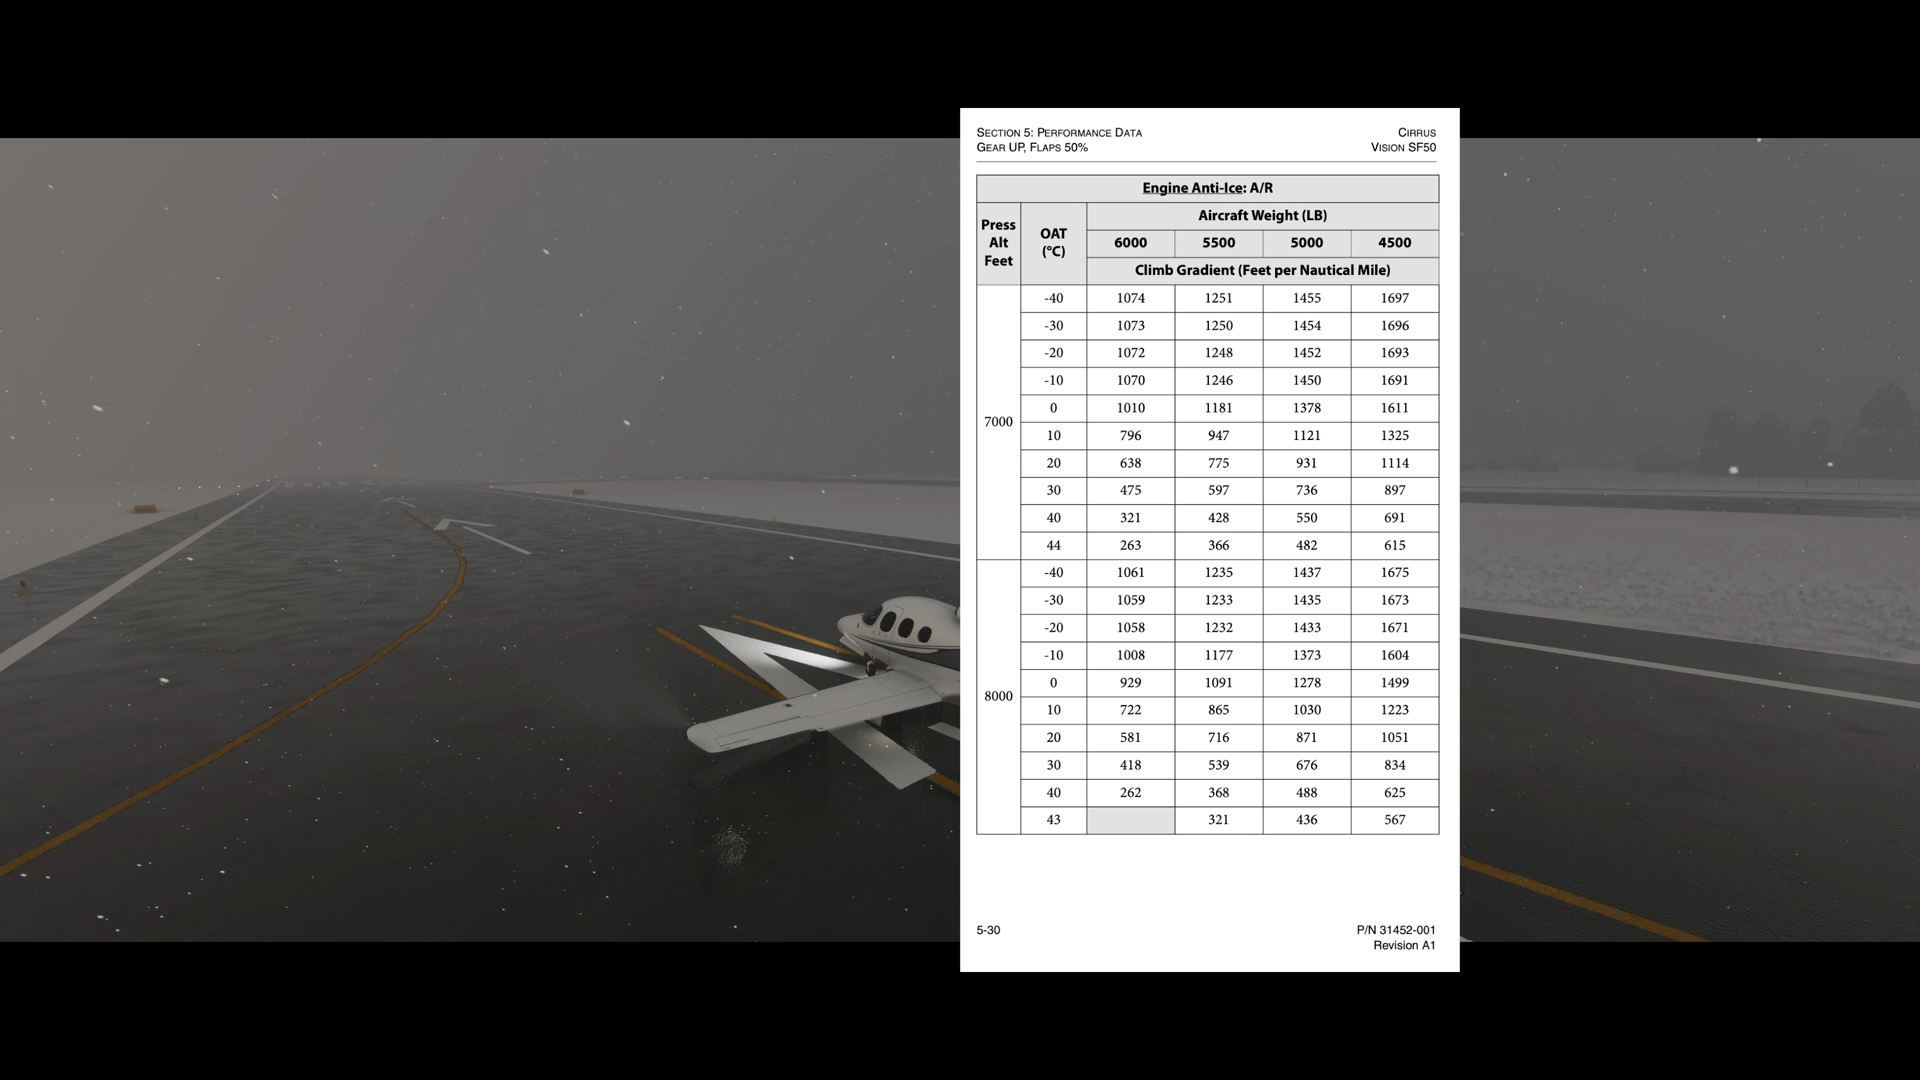 SECTION 5: PERFORMANCE DATA
GEAR UP, FLAPS 50%
CIRRUS
VISION SF50
Engine Anti-Ice: A/R
Press Alt Feet OAT (°C) Aircraft Weight (LB)
6000 5500 5000 4500
Climb Gradient (Feet per Nautical Mile)
7000
-40 1074 1251 1455 1697
-30 1073 1250 1454 1696
-20 1072 1248 1452 1693
-10 1070 1246 1450 1691
0 1010 1181 1378 1611
10 796 947 1121 1325
20 638 775 931 1114
30 475 597 736 897
40 321 428 550 691
44 263 366 482 615
8000
-40 1061 1235 1437 1675
-30 1059 1233 1435 1673
-20 1058 1232 1433 1671
-10 1008 1177 1373 1604
0 929 1091 1278 1499
10 722 865 1030 1223
20 581 716 871 1051
30 418 539 676 834
40 262 368 488 625
43 321 436 567
5-30
P/N 31452-001
Revision A1